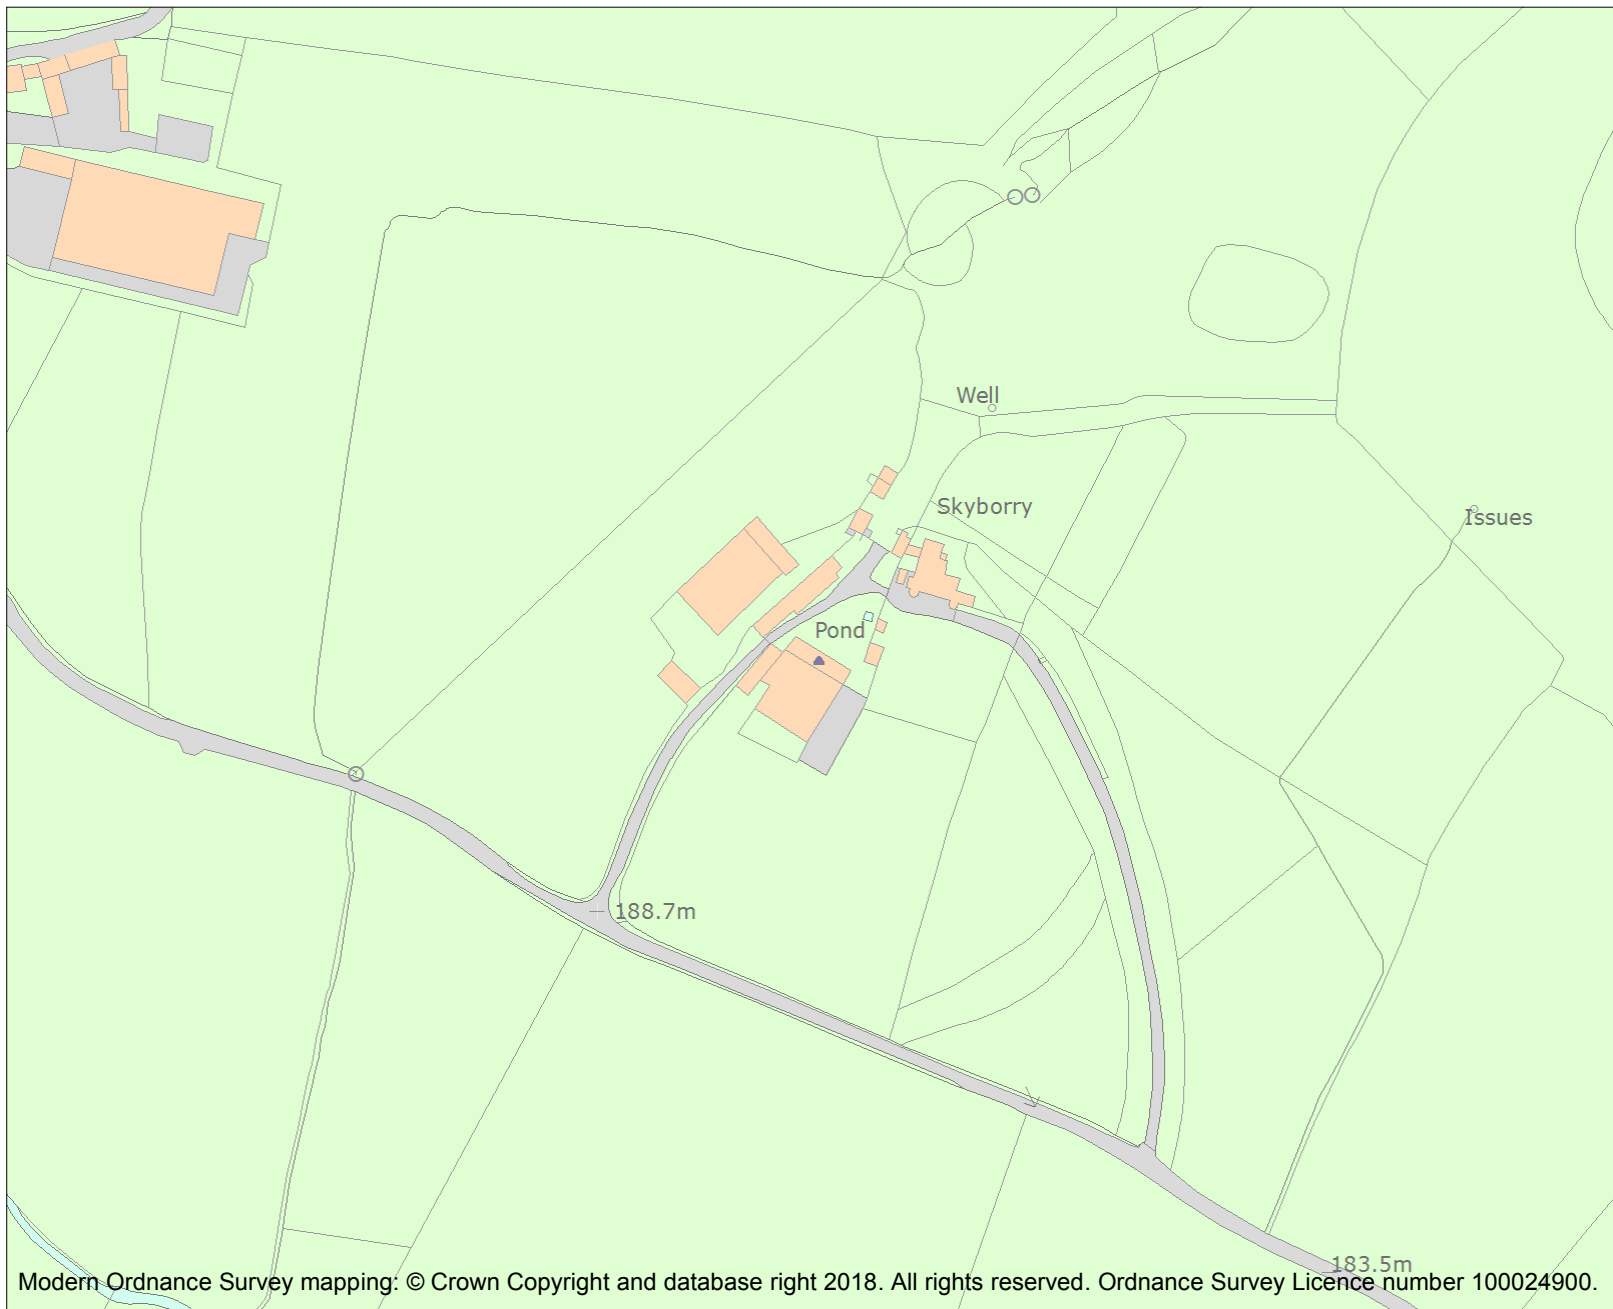 Well
Skyborry
Issues
Pond
188.7m
183.5m
Modern Ordnance Survey mapping: © Crown Copyright and database right 2018. All rights reserved. Ordnance Survey Licence number 100024900.